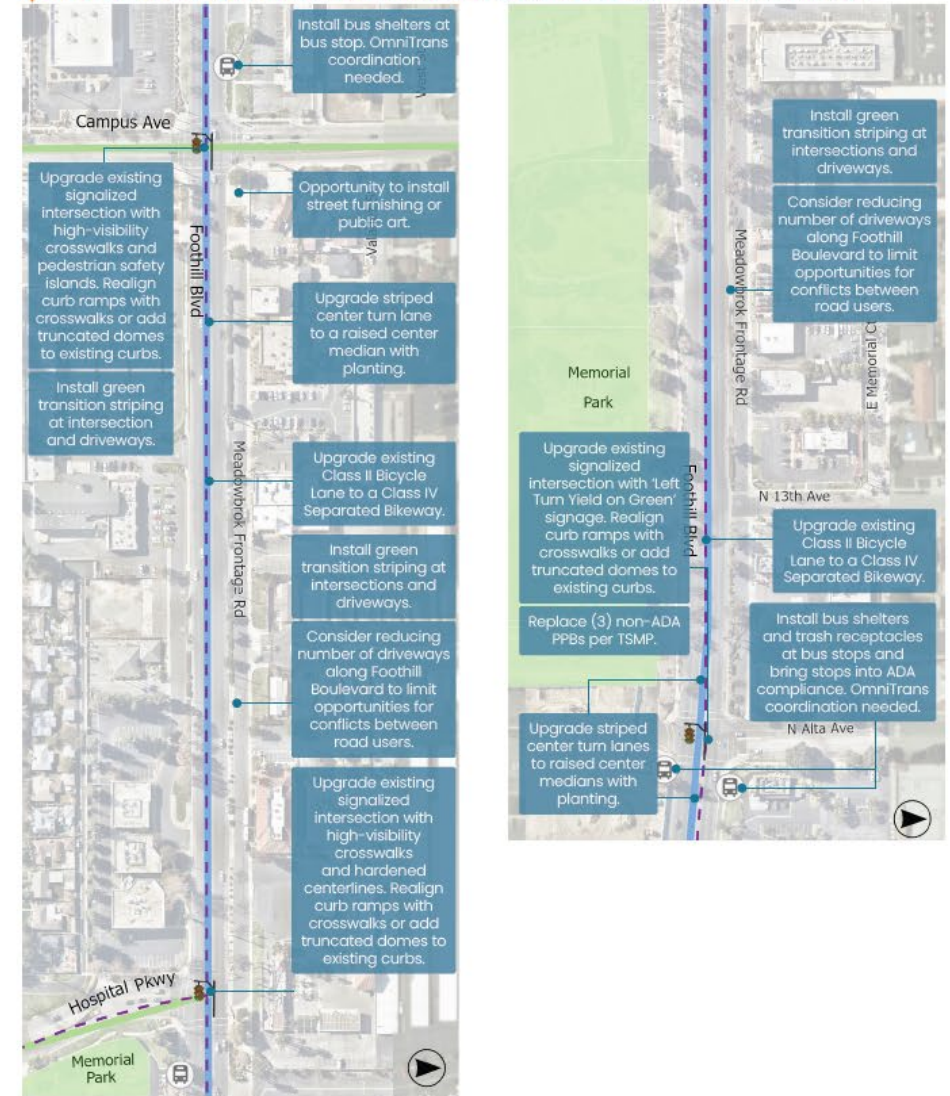 Install bus shelters at
bus stop. OmniTrans
coordination
needed.
Campus Ave
Upgrade existing
signalized
intersection with
high-visibility
crosswalks and
pedestrian safety
islands. Realign
curb ramps with
crosswalks or add
truncated domes
to existing curbs.
Install green
transition striping
at intersection
and driveways.
Foothill Blvd
Opportunity to install
street furnishing or
public art.
Upgrade striped
center turn lane
to a raised center
median with
planting.
Meadowbrok Frontage Rd
Upgrade existing
Class II Bicycle
Lane to a Class IV
Separated Bikeway.
Install green
transition striping at
intersections and
driveways.
Consider reducing
number of driveways
along Foothill
Boulevard to limit
opportunities for
conflicts between
road users.
Upgrade existing
signalized
intersection with
high-visibility
crosswalks
and hardened
centerlines. Realign
curb ramps with
crosswalks or add
truncated domes to
existing curbs.
Hospital Pkwy
Memorial
Park
Install green
transition striping at
intersections and
driveways.
Consider reducing
number of driveways
along Foothill
Boulevard to limit
opportunities for
conflicts between
road users.
Meadowbrok Frontage Rd
E Memorial
Memorial
Park
Upgrade existing
signalized
intersection with ‘Left
Turn Yield on Green’
signage. Realign
curb ramps with
crosswalks or add
truncated domes to
existing curbs.
Replace (3) non-ADA
PPBs per TSMP.
Foothill Blvd
N 13th Ave
Upgrade existing
Class II Bicycle
Lane to a Class IV
Separated Bikeway.
Install bus shelters
and trash receptacles
at bus stops and
bring stops into ADA
compliance. OmniTrans
coordination needed.
N Alta Ave
Upgrade striped
center turn lanes
to raised center
medians with
planting.